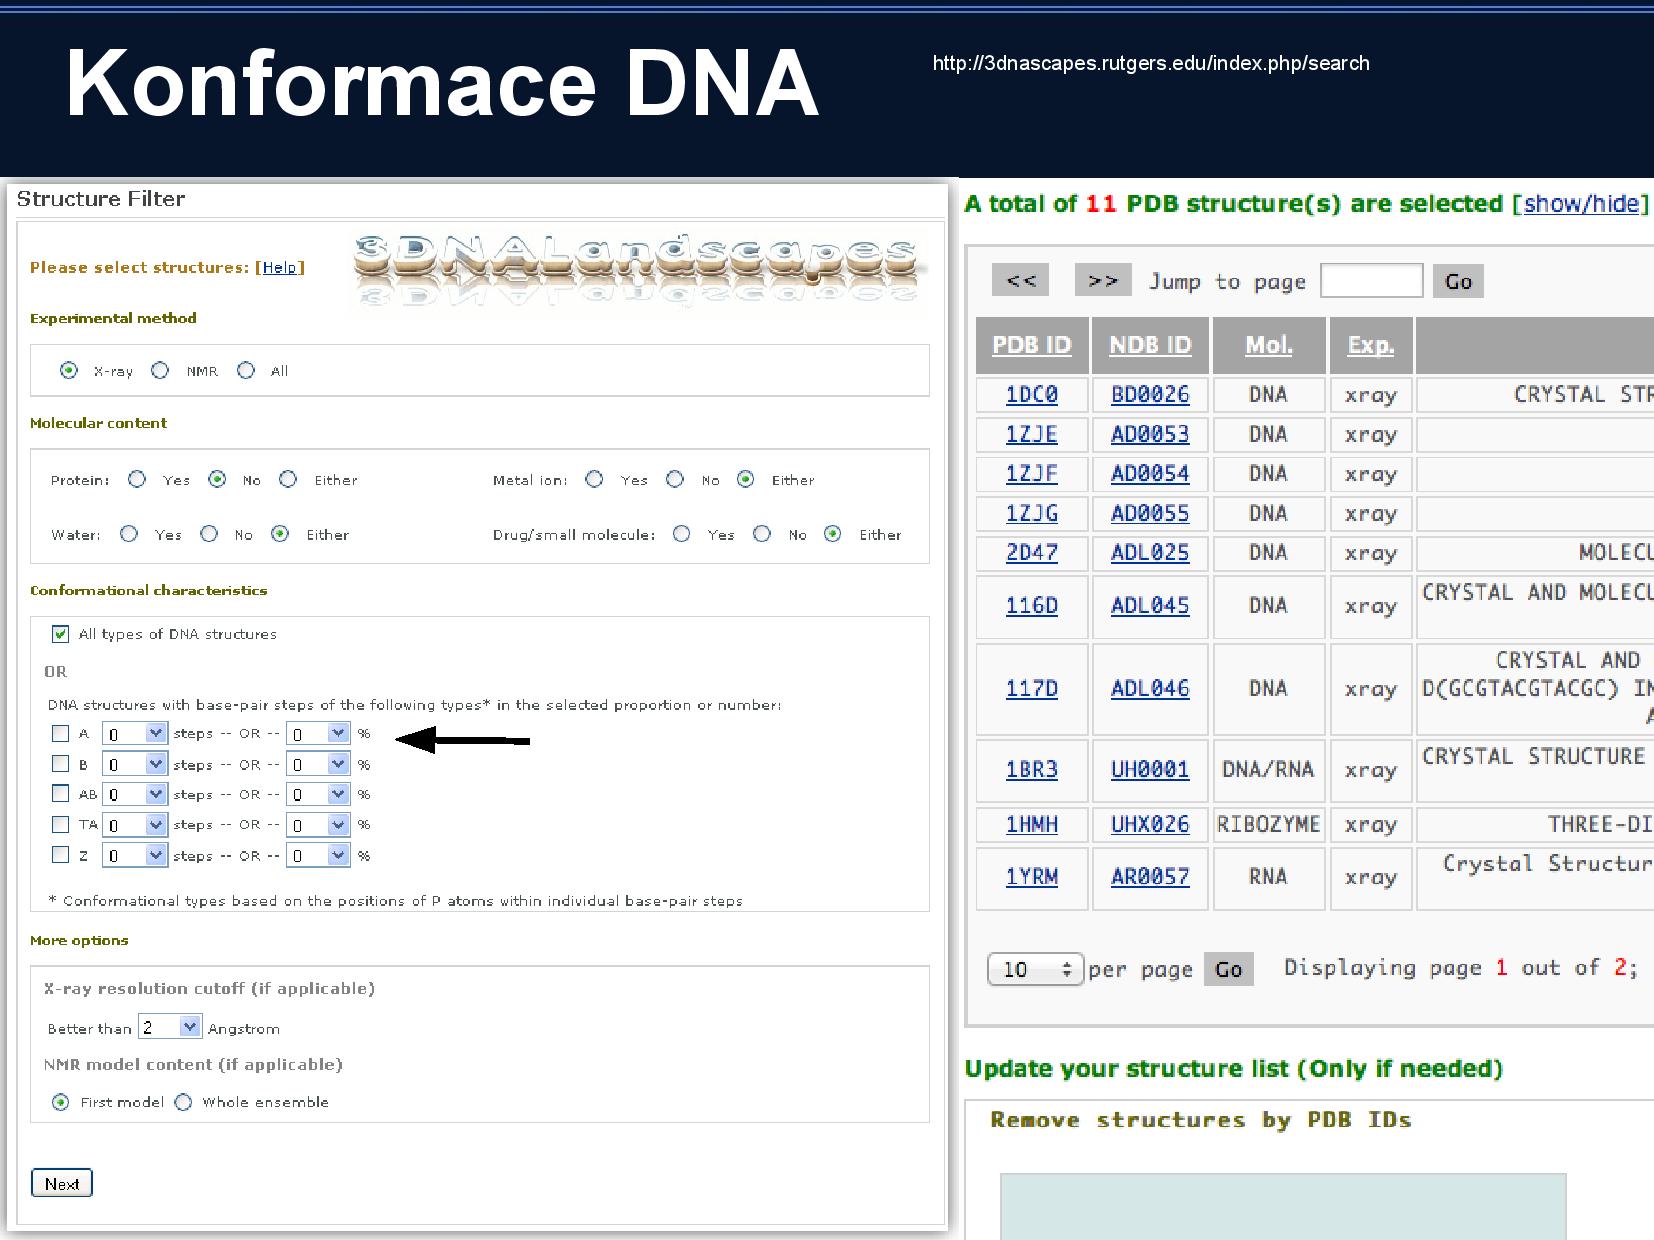 Konformace DNA
http://3dnascapes.rutgers.edu/index.php/search
Structure Filter
3DNALandscapes
Please select structures: [Help]
Experimental method
X-ray NMR All
Molecular content
Protein: Yes No Either Metal ion: Yes No Either
Water: Yes No Either Drug/small molecule: Yes No Either
Conformational characteristics
All types of DNA structures
OR
DNA structures with base-pair steps of the following types* in the selected proportion or number:
A 0 steps -- OR -- 0 %
B 0 steps -- OR -- 0 %
AB 0 steps -- OR -- 0 %
TA 0 steps -- OR -- 0 %
Z 0 steps -- OR -- 0 %
* Conformational types based on the positions of P atoms within individual base-pair steps
More options
X-ray resolution cutoff (if applicable)
Better than 2 Angstrom
NMR model content (if applicable)
First model Whole ensemble
Next
A total of 11 PDB structure(s) are selected [show/hide]
<< >> Jump to page Go
PDB ID NDB ID Mol. Exp.
1DC0 BD0026 DNA xray CRYSTAL STR
1ZJE AD0053 DNA xray
1ZJF AD0054 DNA xray
1ZJG AD0055 DNA xray
2D47 ADL025 DNA xray MOLECU
116D ADL045 DNA xray CRYSTAL AND MOLECU
CRYSTAL AND
117D ADL046 DNA xray D(GCGTACGTACGC) IN
A
1BR3 UH0001 DNA/RNA xray CRYSTAL STRUCTURE
1HMH UHX026 RIBOZYME xray THREE-DI
1YRM AR0057 RNA xray Crystal Structur
10 per page Go Displaying page 1 out of 2;
Update your structure list (Only if needed)
Remove structures by PDB IDs